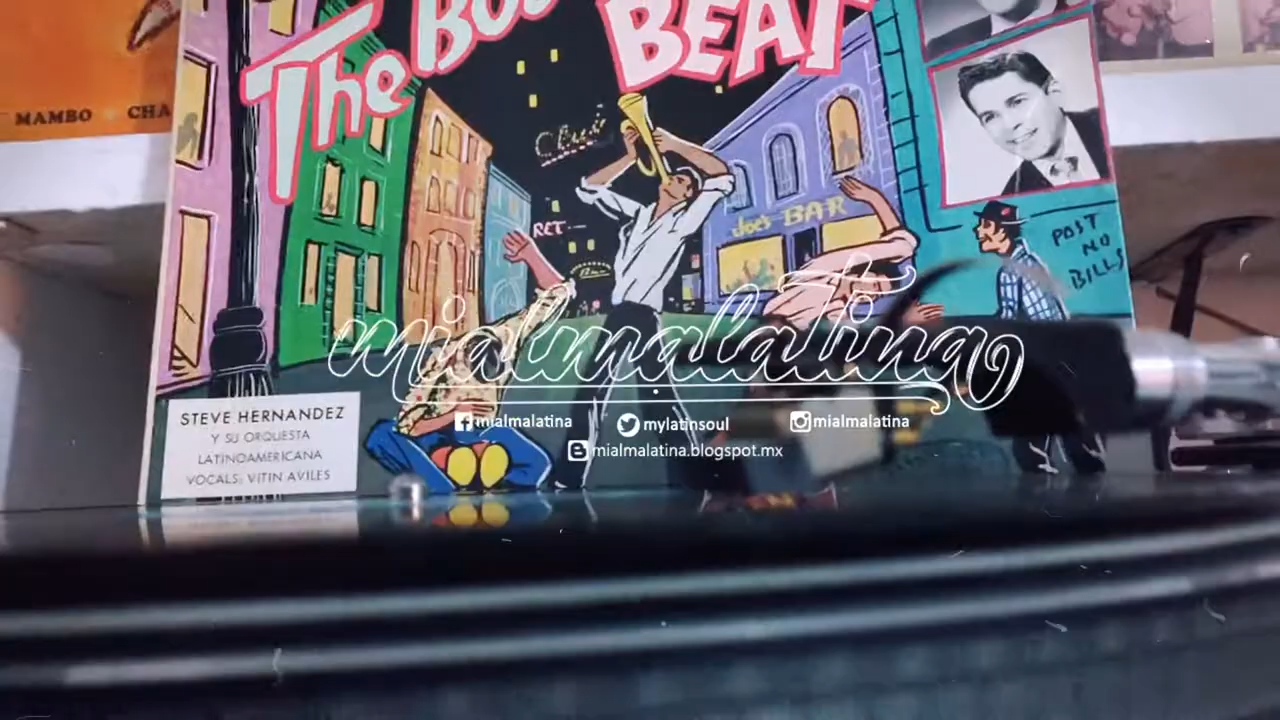 The
BEAT
MAMBO CHA
Joe's BAR
POST
NO
BILLS
mialmalatina
STEVE HERNANDEZ
Y SU ORQUESTA
LATINOAMERICANA
VOCALS: VITIN AVILES
mialmalatina
mylatinsoul
mialmalatina
mialmalatina.blogspot.mx